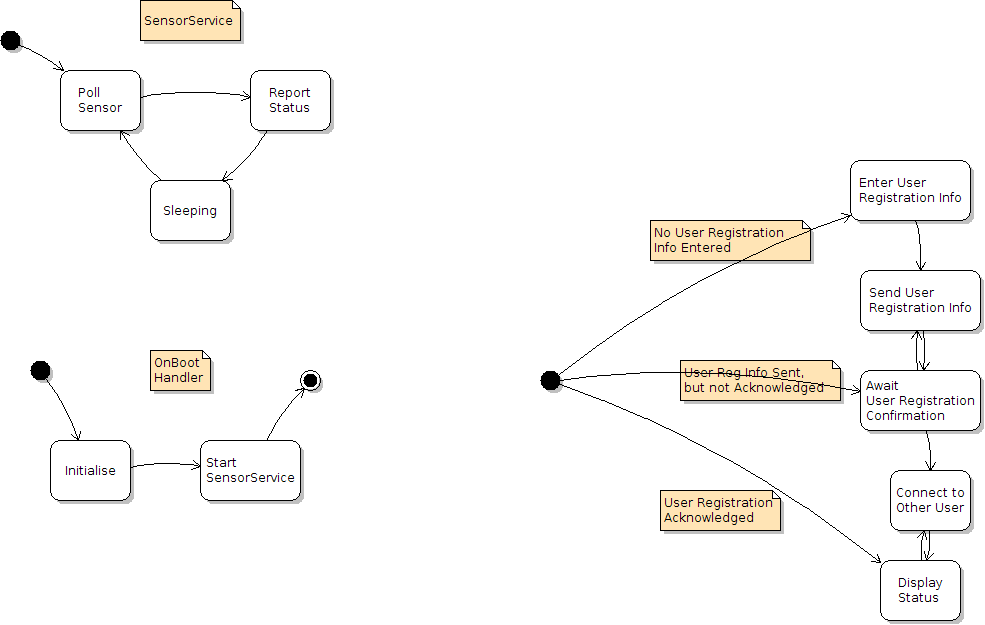 SensorService
Poll
Sensor
Report
Status
Sleeping
OnBoot
Handler
Initialise
Start
SensorService
No User Registration
Info Entered
Enter User
Registration Info
Send User
Registration Info
User Reg Info Sent,
but not Acknowledged
Await
User Registration
Confirmation
User Registration
Acknowledged
Connect to
Other User
Display
Status